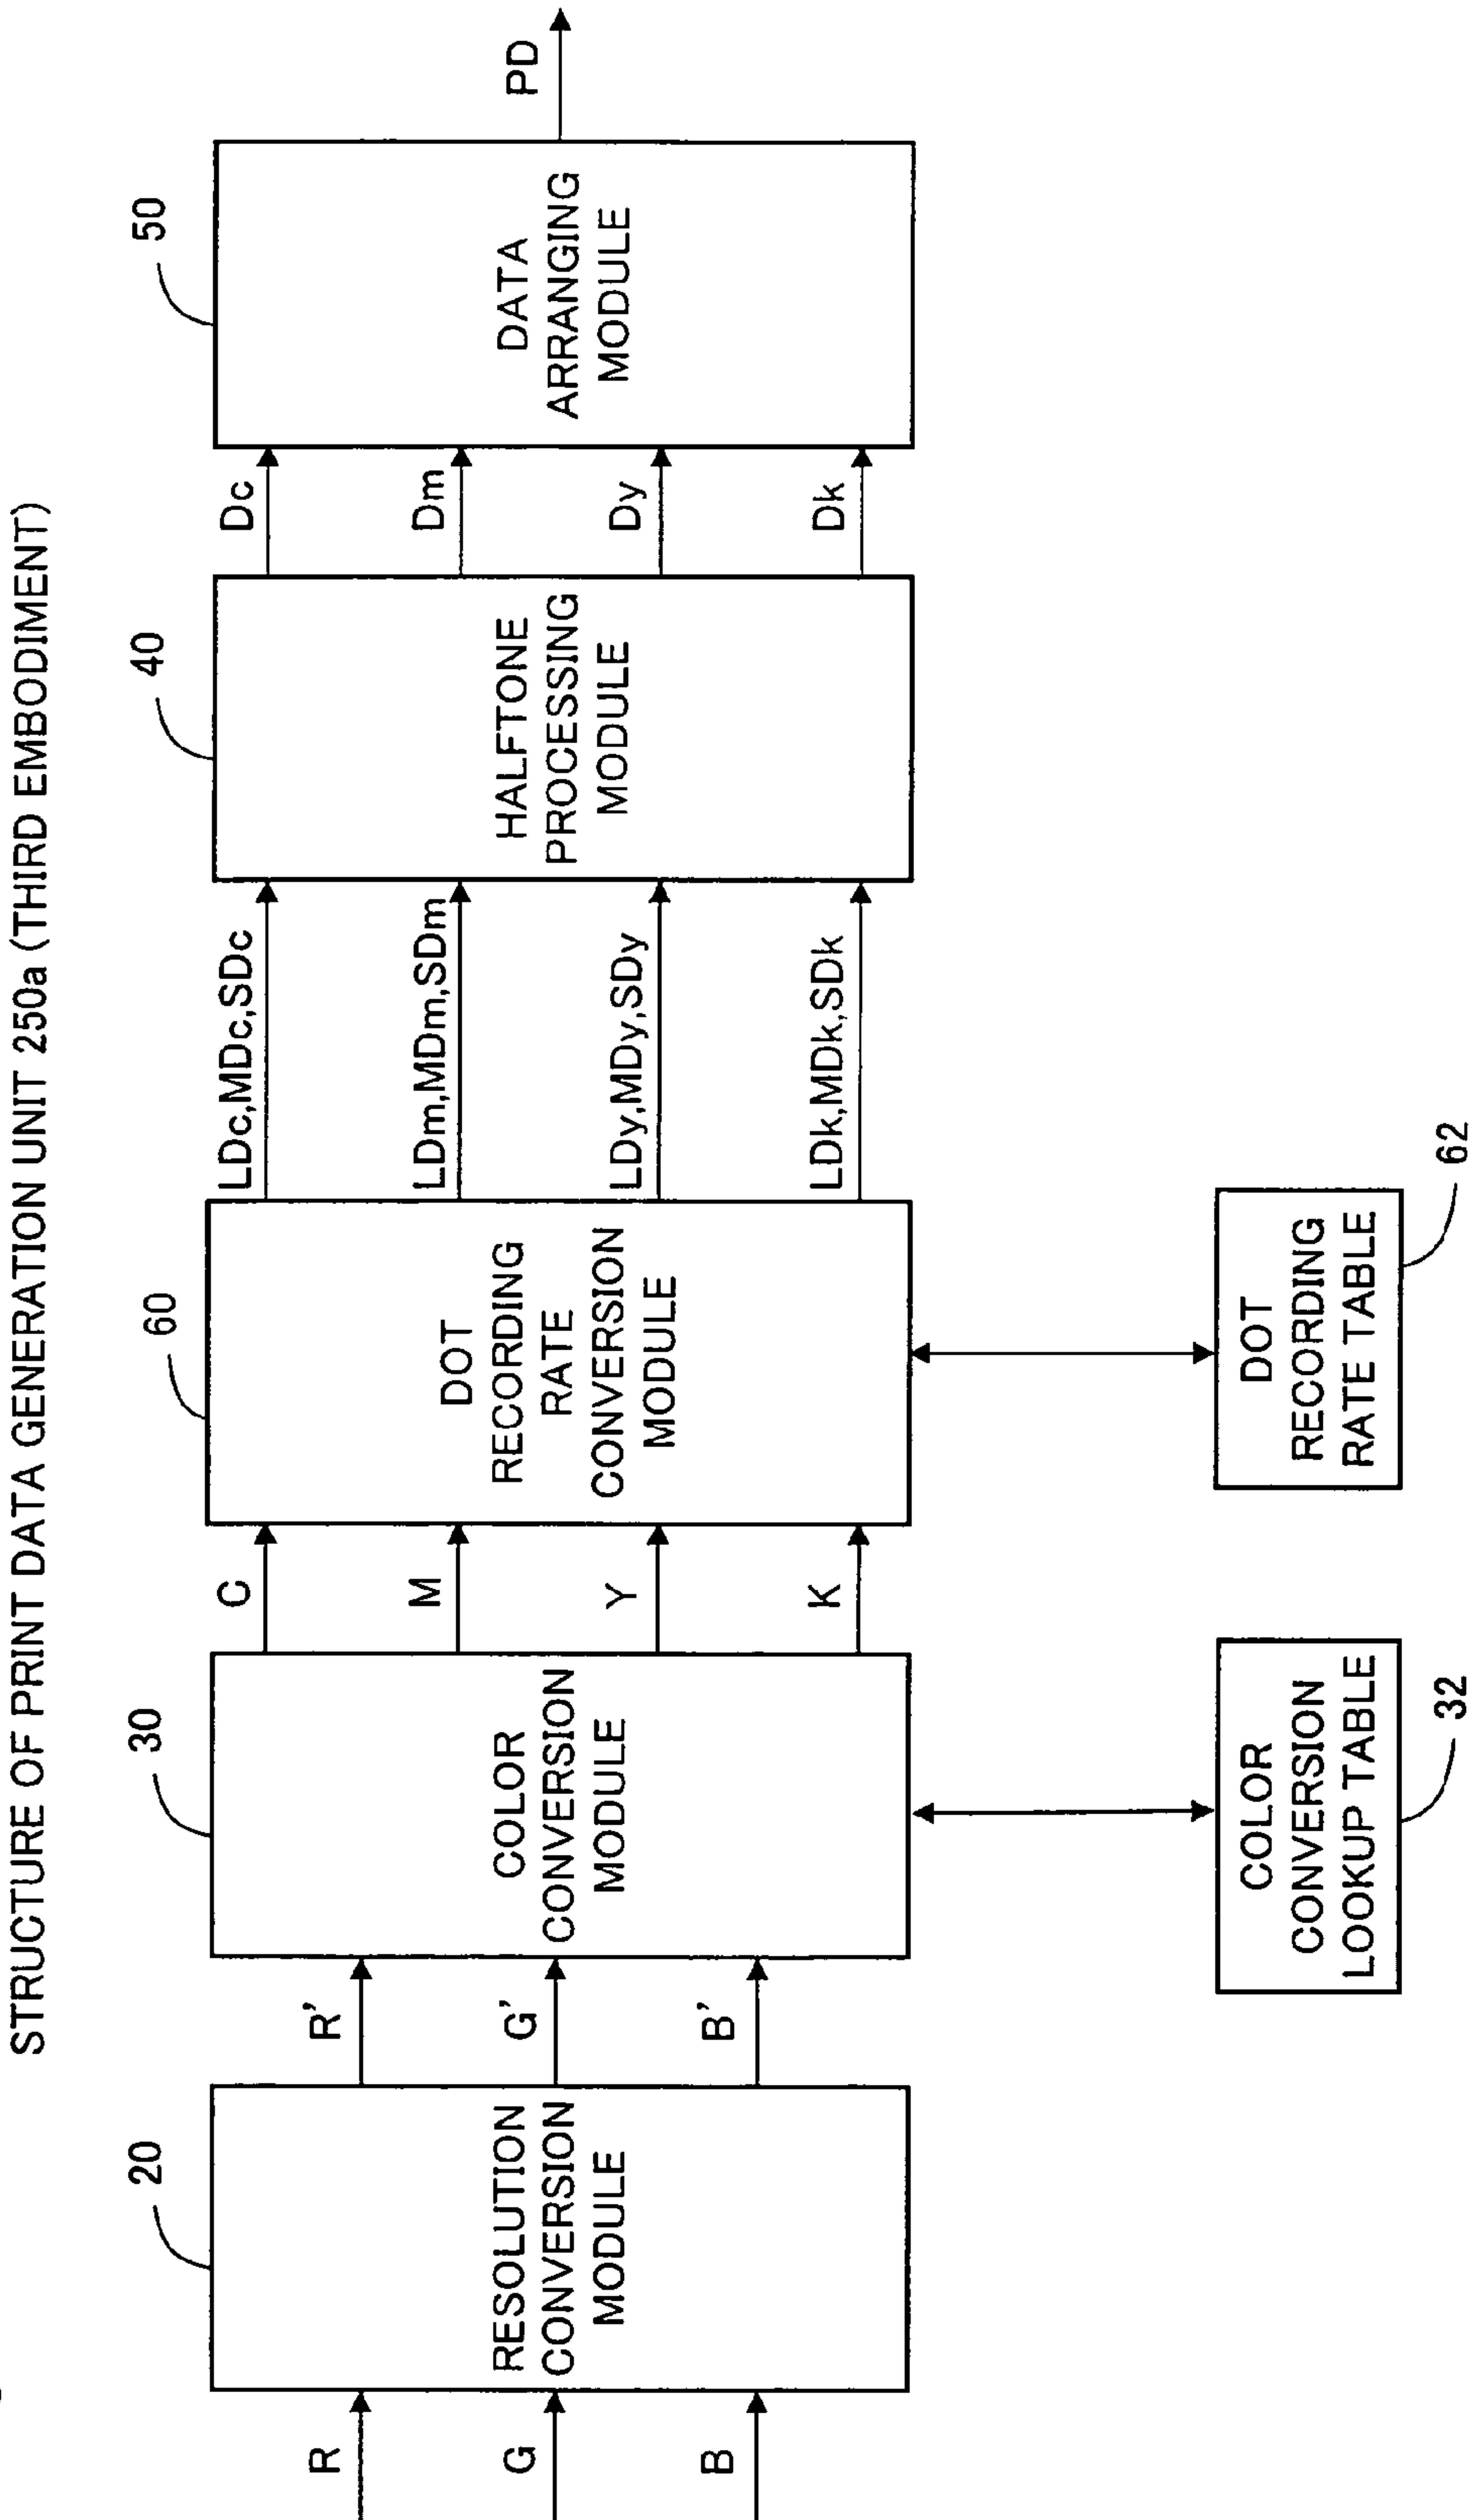 STRUCTURE OF PRINT DATA GENERATION UNIT 250a (THIRD EMBODIMENT)
R
G
B
20
RESOLUTION
CONVERSION
MODULE
R'
G'
B'
30
COLOR
CONVERSION
MODULE
C
M
Y
K
60
DOT
RECORDING
RATE
CONVERSION
MODULE
LDc,MDc,SDc
LDm,MDm,SDm
LDy,MDy,SDy
LDk,MDk,SDk
40
HALFTONE
PROCESSING
MODULE
Dc
Dm
Dy
Dk
50
DATA
ARRANGING
MODULE
PD
COLOR
CONVERSION
LOOKUP TABLE
32
DOT
RECORDING
RATE TABLE
62